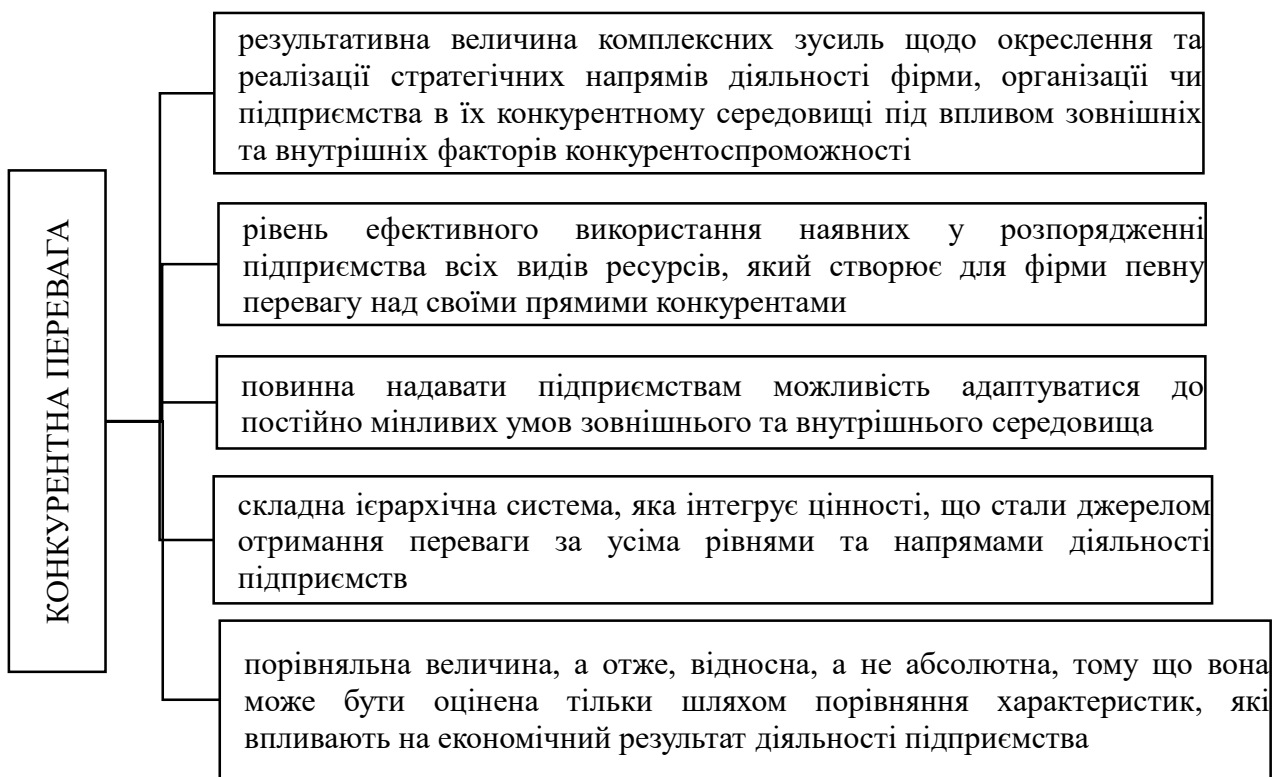 результативна величина комплексних зусиль щодо окреслення та
реалізації стратегічних напрямів діяльності фірми, організації чи
підприємства в їх конкурентному середовищі під впливом зовнішніх
та внутрішніх факторів конкурентоспроможності
КОНКУРЕНТНА ПЕРЕВАГА
рівень ефективного використання наявних у розпорядженні
підприємства всіх видів ресурсів, який створює для фірми певну
перевагу над своїми прямими конкурентами
повинна надавати підприємствам можливість адаптуватися до
постійно мінливих умов зовнішнього та внутрішнього середовища
складна ієрархічна система, яка інтегрує цінності, що стали джерелом
отримання переваги за усіма рівнями та напрямами діяльності
підприємств
порівняльна величина, а отже, відносна, а не абсолютна, тому що вона
може бути оцінена тільки шляхом порівняння характеристик, які
впливають на економічний результат діяльності підприємства